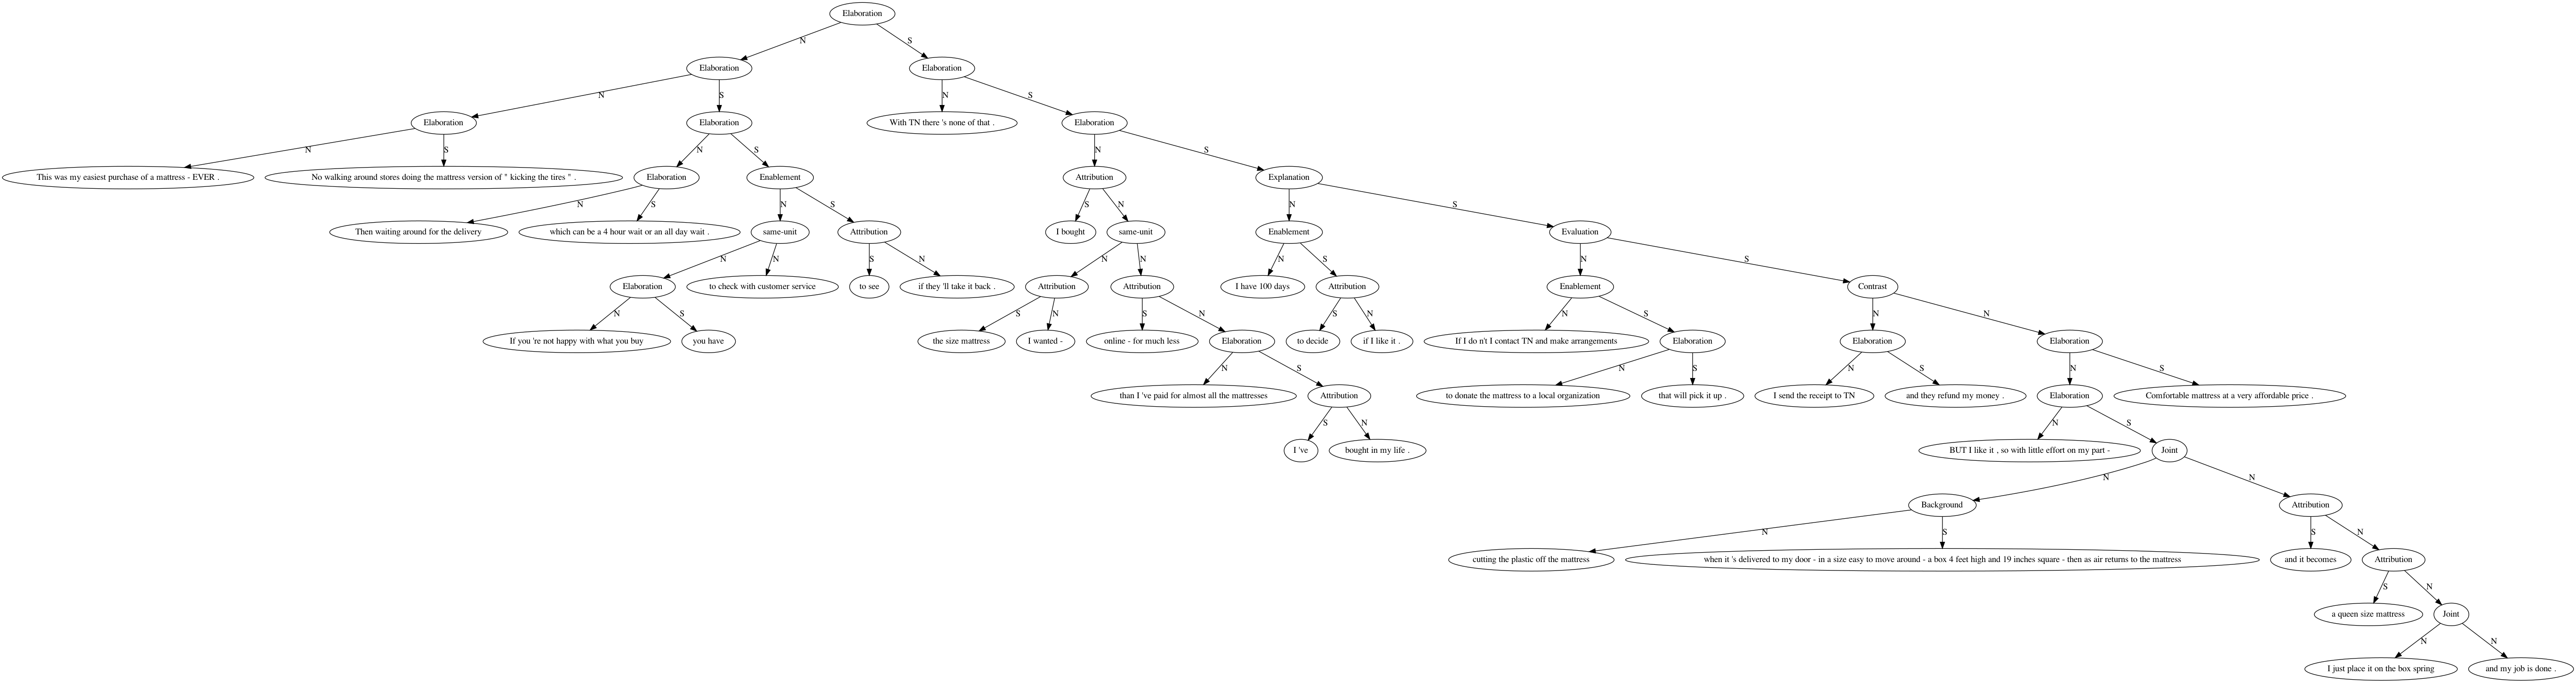 Elaboration
N
S
Elaboration
Elaboration
N
S
N
S
Elaboration
Elaboration
With TN there 's none of that .
Elaboration
N
S
N
S
N
S
This was my easiest purchase of a mattress - EVER .
No walking around stores doing the mattress version of " kicking the tires " .
Elaboration
Enablement
Attribution
Explanation
N
S
N
S
S
N
N
S
Then waiting around for the delivery
which can be a 4 hour wait or an all day wait .
same-unit
Attribution
I bought
same-unit
Enablement
Evaluation
N
N
S
N
N
N
N
S
N
S
Elaboration
to check with customer service
to see
if they 'll take it back .
Attribution
Attribution
I have 100 days
Attribution
Enablement
Contrast
N
S
S
N
S
N
S
N
N
S
N
N
If you 're not happy with what you buy
you have
the size mattress
I wanted -
online - for much less
Elaboration
to decide
if I like it .
If I do n't I contact TN and make arrangements
Elaboration
Elaboration
Elaboration
N
S
N
S
N
S
N
S
than I 've paid for almost all the mattresses
Attribution
to donate the mattress to a local organization
that will pick it up .
I send the receipt to TN
and they refund my money .
Elaboration
Comfortable mattress at a very affordable price .
S
N
N
S
I 've
bought in my life .
BUT I like it , so with little effort on my part -
Joint
N
N
Background
Attribution
N
S
S
N
cutting the plastic off the mattress
when it 's delivered to my door - in a size easy to move around - a box 4 feet high and 19 inches square - then as air returns to the mattress
and it becomes
Attribution
S
N
a queen size mattress
Joint
N
N
I just place it on the box spring
and my job is done .